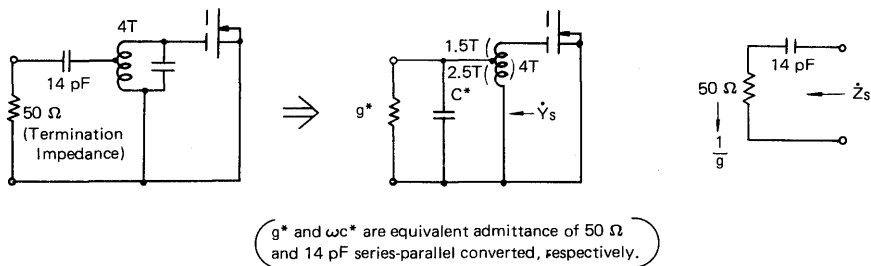 4T
14 pF
50 Ω
(Termination
Impedance)
⇒
1.5T
2.5T
4T
g*
C*
Ẏs
14 pF
50 Ω
Żs
1
g
g* and ωc* are equivalent admittance of 50 Ω
and 14 pF series-parallel converted, respectively.